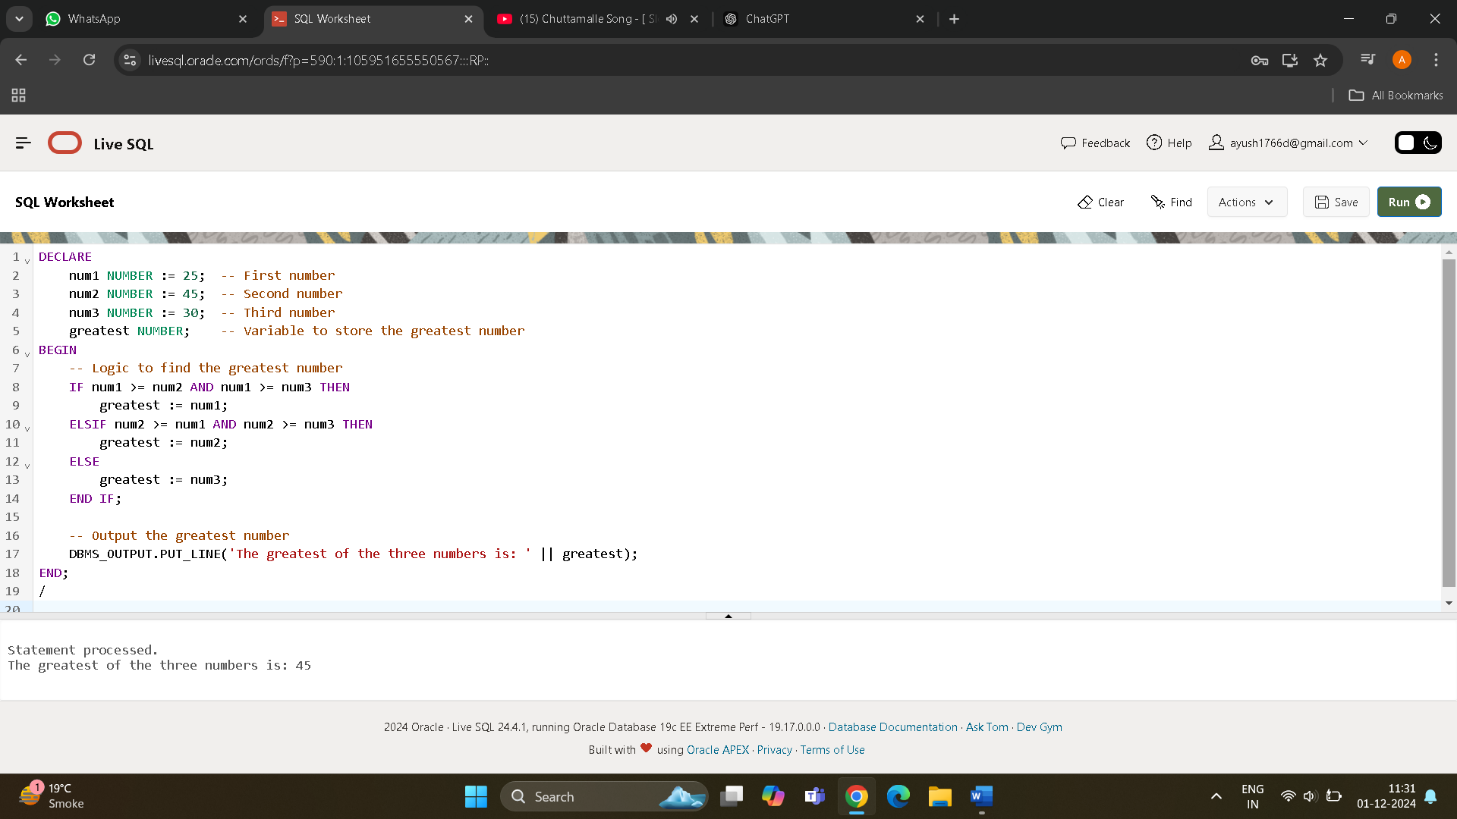 WhatsApp
SQL Worksheet
(15) Chuttamalle Song - [
ChatGPT
livesql.oracle.com/ords/f?p=590:1:105951655550567:::RP::
A
All Bookmarks
Live SQL
Feedback
Help
ayush1766d@gmail.com
SQL Worksheet
Clear
Find
Actions
Save
Run
1 DECLARE
2     num1 NUMBER := 25;  -- First number
3     num2 NUMBER := 45;  -- Second number
4     num3 NUMBER := 30;  -- Third number
5     greatest NUMBER;    -- Variable to store the greatest number
6 BEGIN
7     -- Logic to find the greatest number
8     IF num1 >= num2 AND num1 >= num3 THEN
9         greatest := num1;
10     ELSIF num2 >= num1 AND num2 >= num3 THEN
11         greatest := num2;
12     ELSE
13         greatest := num3;
14     END IF;
15
16     -- Output the greatest number
17     DBMS_OUTPUT.PUT_LINE('The greatest of the three numbers is: ' || greatest);
18 END;
19 /
20
Statement processed.
The greatest of the three numbers is: 45
2024 Oracle · Live SQL 24.4.1, running Oracle Database 19c EE Extreme Perf - 19.17.0.0.0 · Database Documentation · Ask Tom · Dev Gym
Built with ❤ using Oracle APEX · Privacy · Terms of Use
1
19°C
Smoke
Search
ENG
IN
11:31
01-12-2024